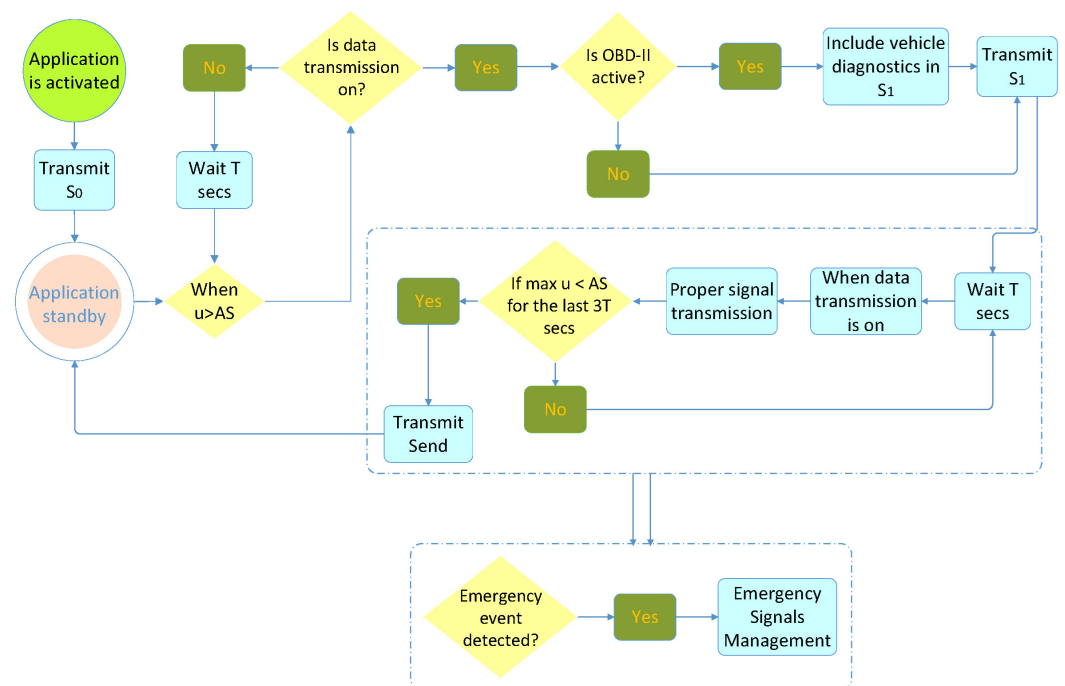 Application
is activated
Transmit
S0
Application
standby
When
u>AS
Wait T
secs
No
Is data
transmission
on?
Yes
Is OBD-II
active?
Yes
No
Include vehicle
diagnostics in
S1
Transmit
S1
Wait T
secs
When data
transmission
is on
Proper signal
transmission
If max u < AS
for the last 3T
secs
Yes
No
Transmit
Send
Emergency
event
detected?
Yes
Emergency
Signals
Management